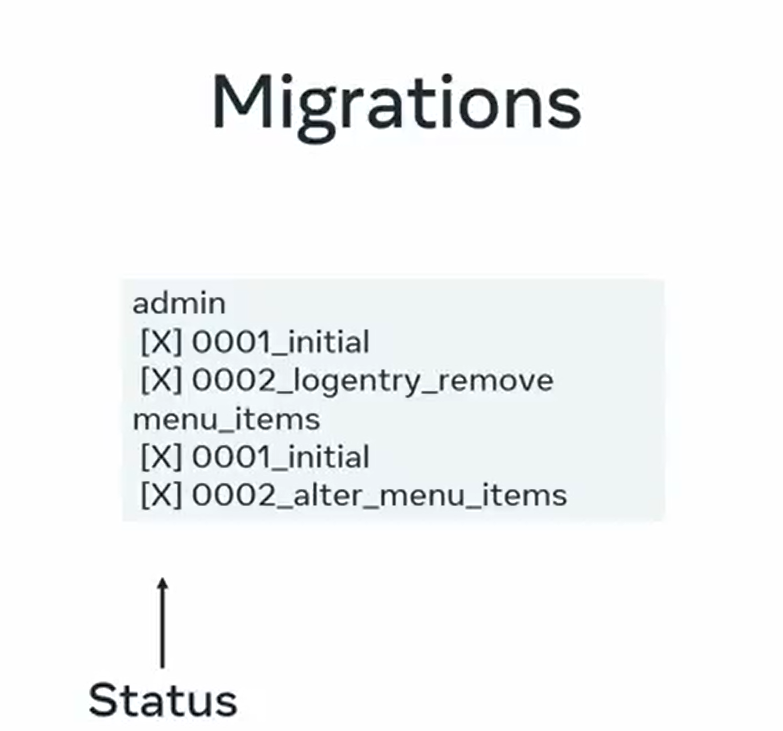 Migrations
admin
[X] 0001_initial
[X] 0002_logentry_remove
menu_items
[X] 0001_initial
[X] 0002_alter_menu_items
Status